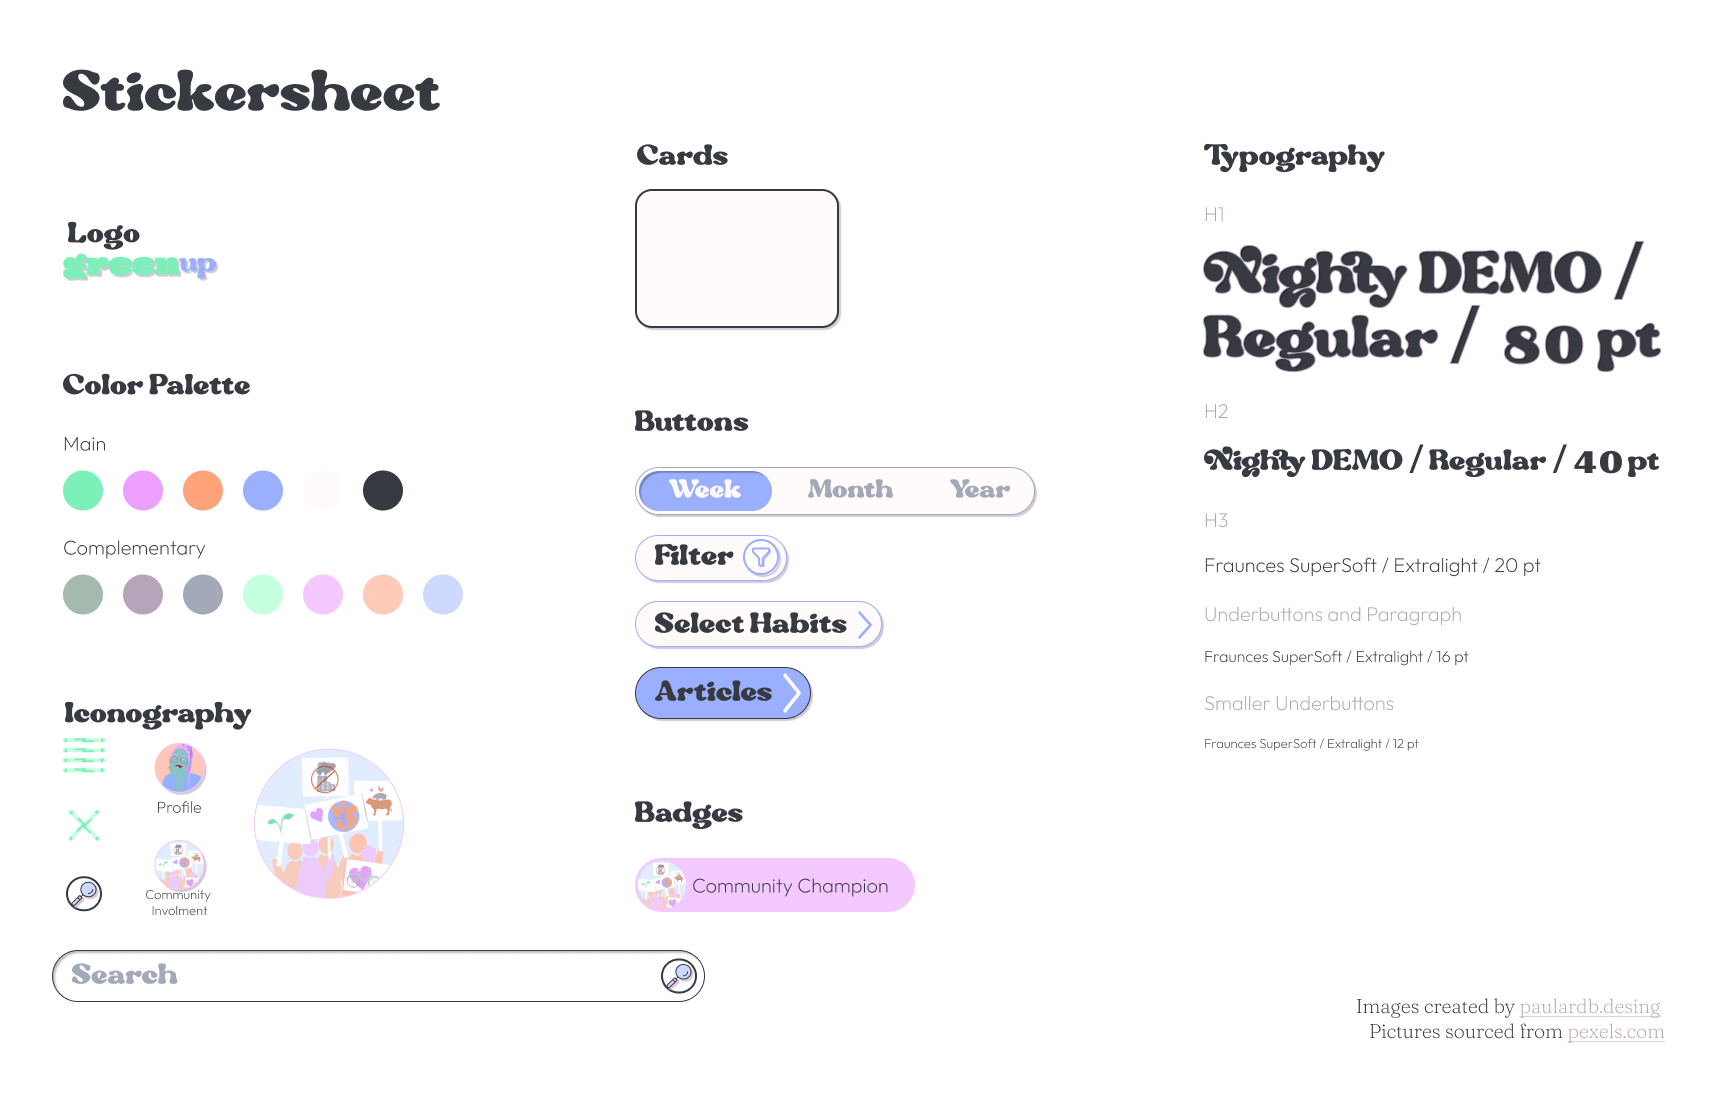 Stickersheet
Logo
greenup
Color Palette
Main
Complementary
Iconography
Profile
Community
Involment
Search
Cards
Buttons
Week Month Year
Filter
Select Habits
Articles
Badges
Community Champion
Typography
H1
Nighty DEMO /
Regular / 80 pt
H2
Nighty DEMO / Regular / 40 pt
H3
Fraunces SuperSoft / Extralight / 20 pt
Underbuttons and Paragraph
Fraunces SuperSoft / Extralight / 16 pt
Smaller Underbuttons
Fraunces SuperSoft / Extralight / 12 pt
Images created by paulardb.desing
Pictures sourced from pexels.com